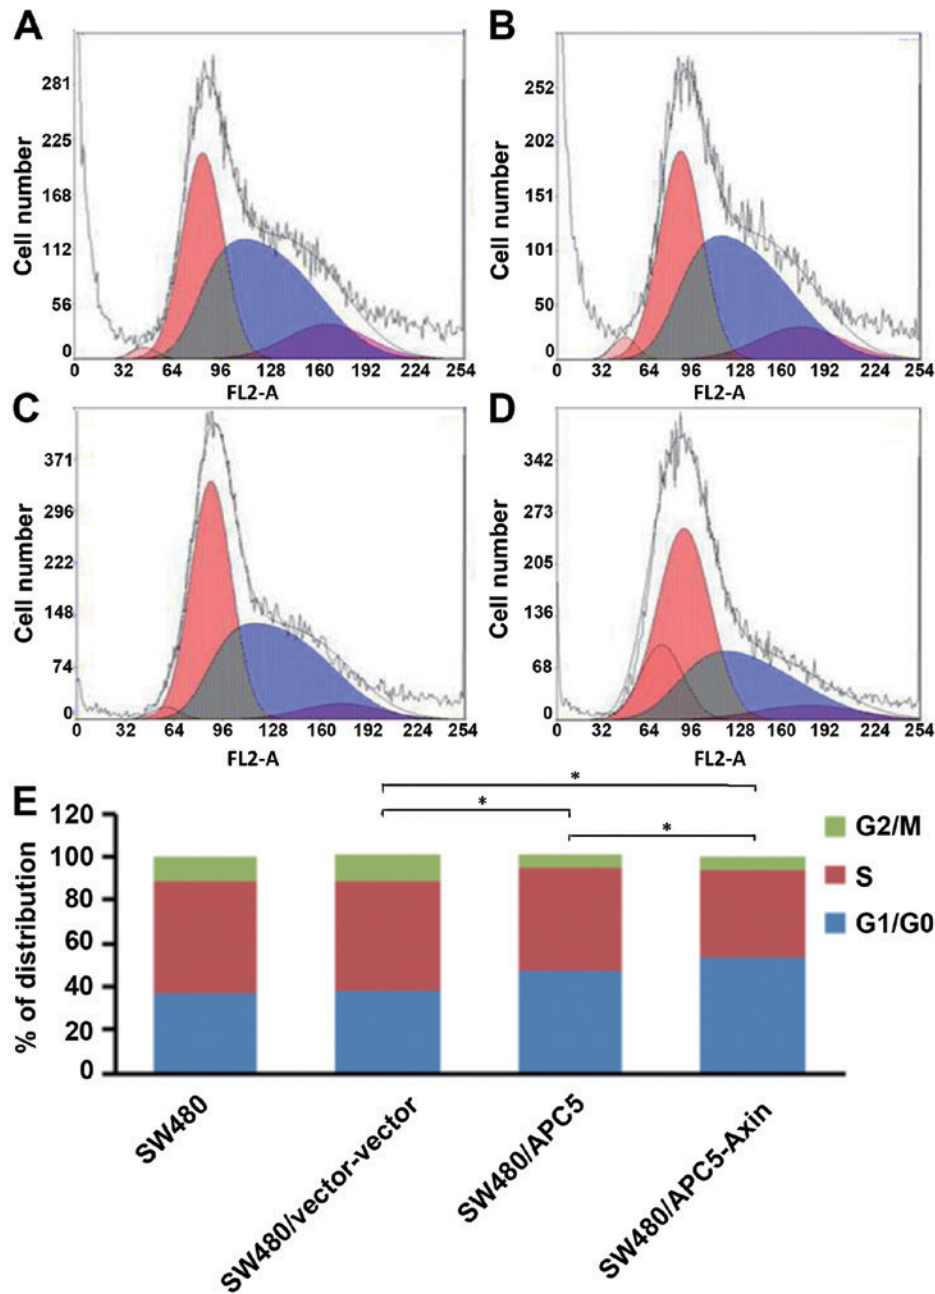 A
281
225
168
112
56
0
Cell number
0 32 64 96 128 160 192 224 254
FL2-A
B
252
202
151
101
50
0
Cell number
0 32 64 96 128 160 192 224 254
FL2-A
C
371
296
222
148
74
0
Cell number
0 32 64 96 128 160 192 224 254
FL2-A
D
342
273
205
136
68
0
Cell number
0 32 64 96 128 160 192 224 254
FL2-A
E
*
*
*
120
100
80
60
40
20
0
% of distribution
G2/M
S
G1/G0
SW480
SW480/vector-vector
SW480/APC5
SW480/APC5-Axin